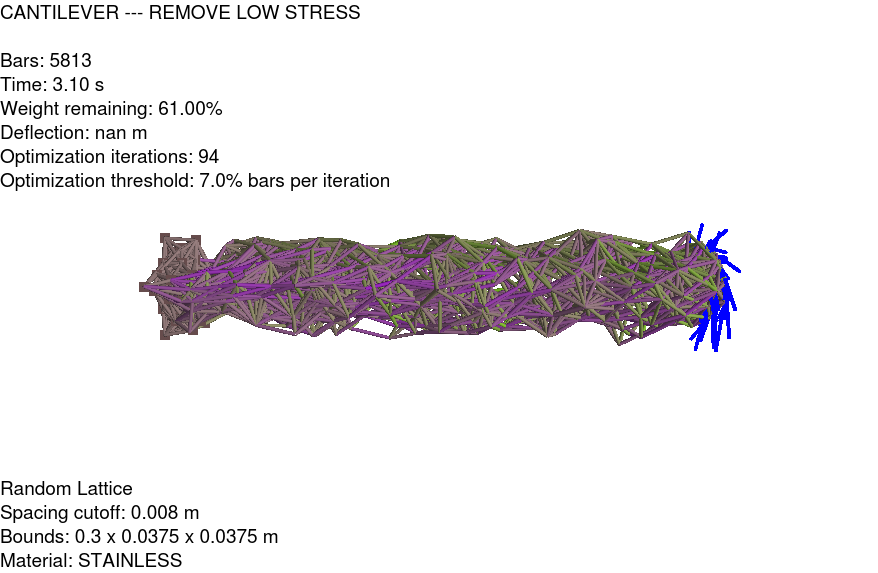 CANTILEVER --- REMOVE LOW STRESS
Bars: 5813
Time: 3.10 s
Weight remaining: 61.00%
Deflection: nan m
Optimization iterations: 94
Optimization threshold: 7.0% bars per iteration
Random Lattice
Spacing cutoff: 0.008 m
Bounds: 0.3 x 0.0375 x 0.0375 m
Material: STAINLESS